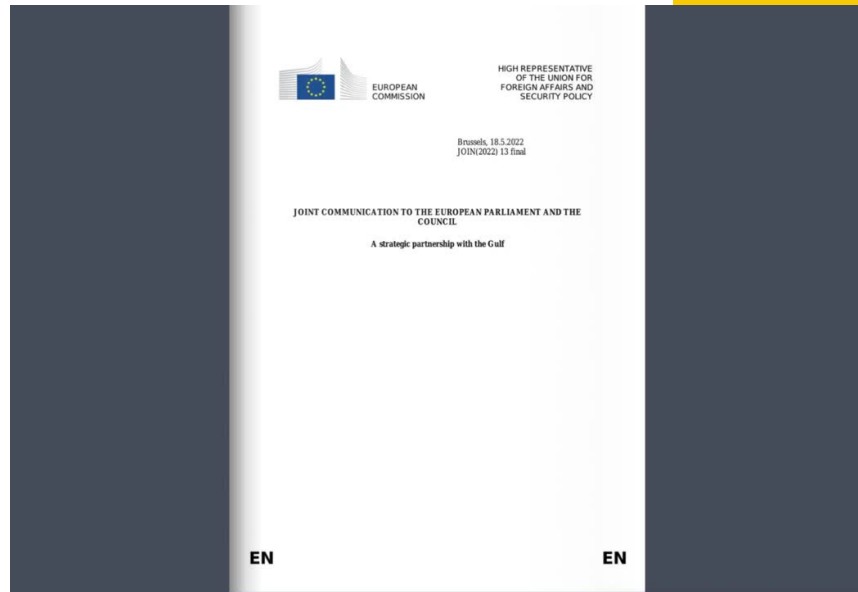 EUROPEAN
COMMISSION
HIGH REPRESENTATIVE
OF THE UNION FOR
FOREIGN AFFAIRS AND
SECURITY POLICY
Brussels, 18.5.2022
JOIN(2022) 13 final
JOINT COMMUNICATION TO THE EUROPEAN PARLIAMENT AND THE
COUNCIL
A strategic partnership with the Gulf
EN
EN